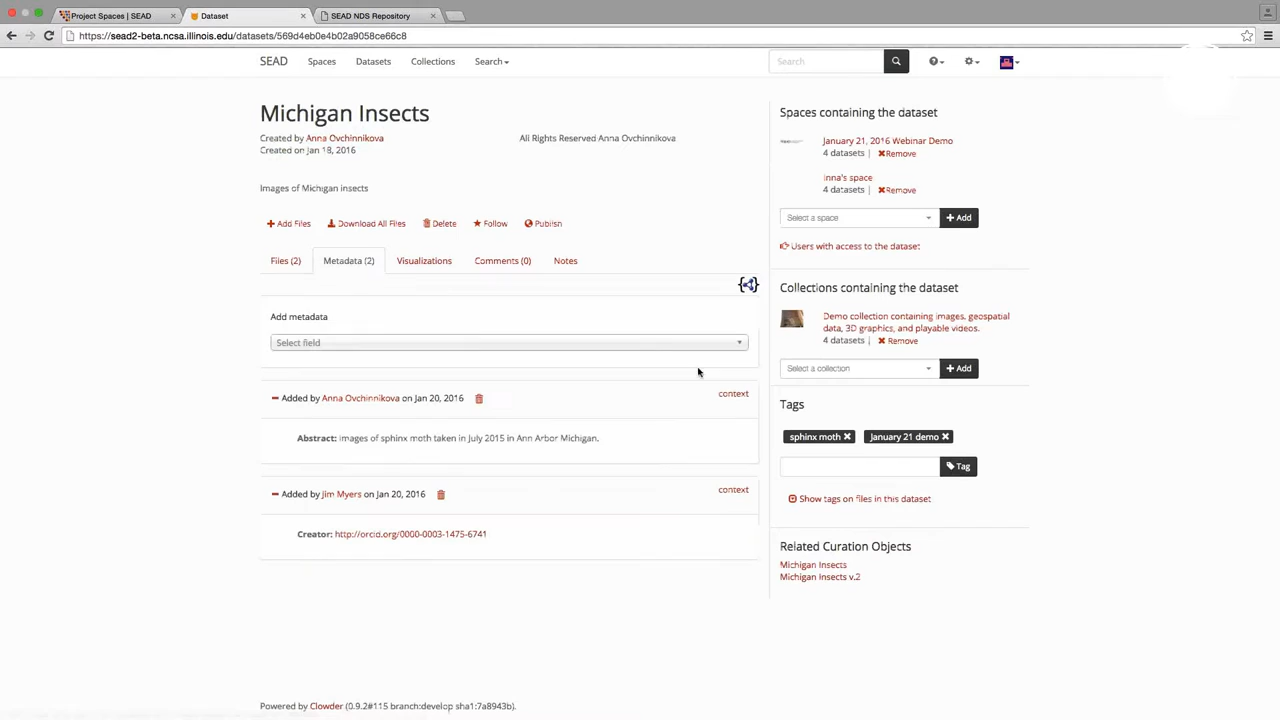 Project Spaces | SEAD
Dataset
SEAD NDS Repository
https://sead2-beta.ncsa.illinois.edu/datasets/569d4eb0e4b02a9058ce66c8
SEAD Spaces Datasets Collections Search
Search
Michigan Insects
Created by Anna Ovchinnikova
All Rights Reserved Anna Ovchinnikova
Created on Jan 18, 2016
Images of Michigan insects
Add Files Download All Files Delete Follow Publish
Files (2) Metadata (2) Visualizations Comments (0) Notes
Add metadata
Select field
Added by Anna Ovchinnikova on Jan 20, 2016
context
Abstract: images of sphinx moth taken in July 2015 in Ann Arbor Michigan.
Added by Jim Myers on Jan 20, 2016
context
Creator: http://orcid.org/0000-0003-1475-6741
Spaces containing the dataset
January 21, 2016 Webinar Demo
4 datasets | Remove
Inna's space
4 datasets | Remove
Select a space
Add
Users with access to the dataset
Collections containing the dataset
Demo collection containing images, geospatial
data, 3D graphics, and playable videos.
4 datasets | Remove
Select a collection
Add
Tags
sphinx moth
January 21 demo
Tag
Show tags on files in this dataset
Related Curation Objects
Michigan Insects
Michigan Insects v.2
Powered by Clowder (0.9.2#115 branch:develop sha1:7a8943b).